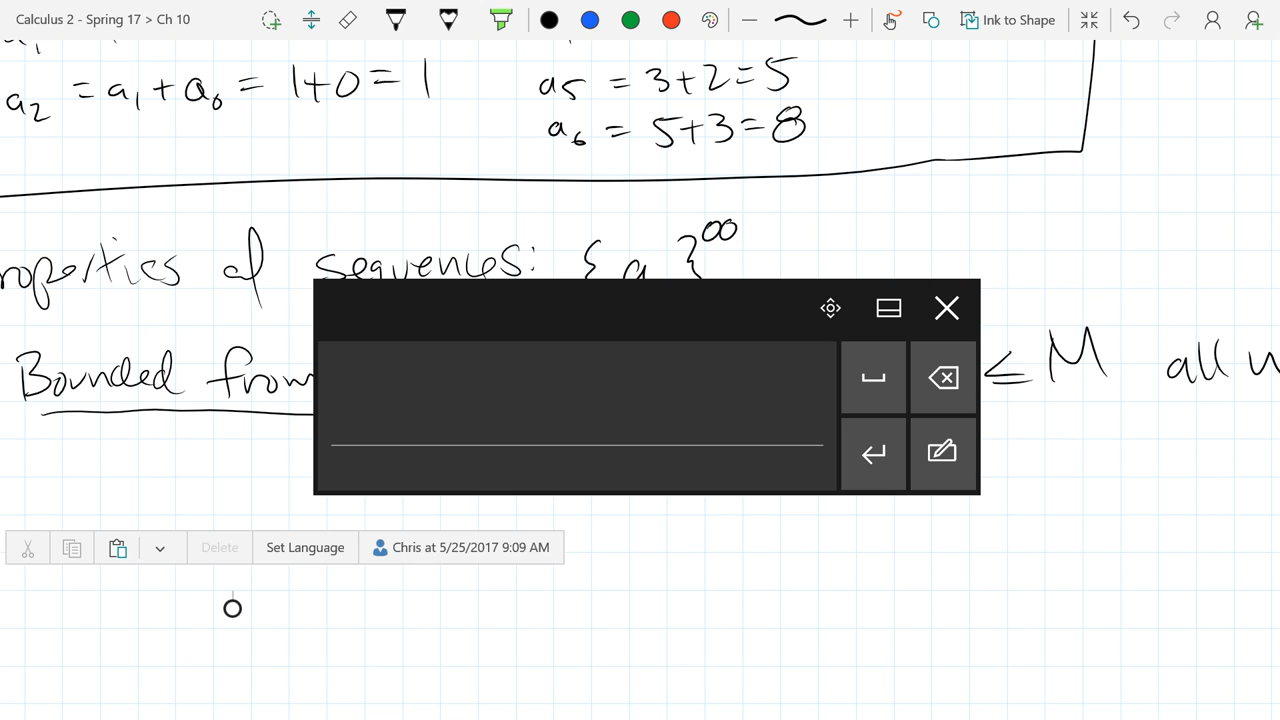 Calculus 2 - Spring 17 > Ch 10
Ink to Shape
a₂ = a₁ + a₀ = 1+0 = 1
a₅ = 3+2=5
a₆ = 5+3=8
roperties of sequences: { a }^∞
Bounded from ≤ M all n
Delete
Set Language
Chris at 5/25/2017 9:09 AM